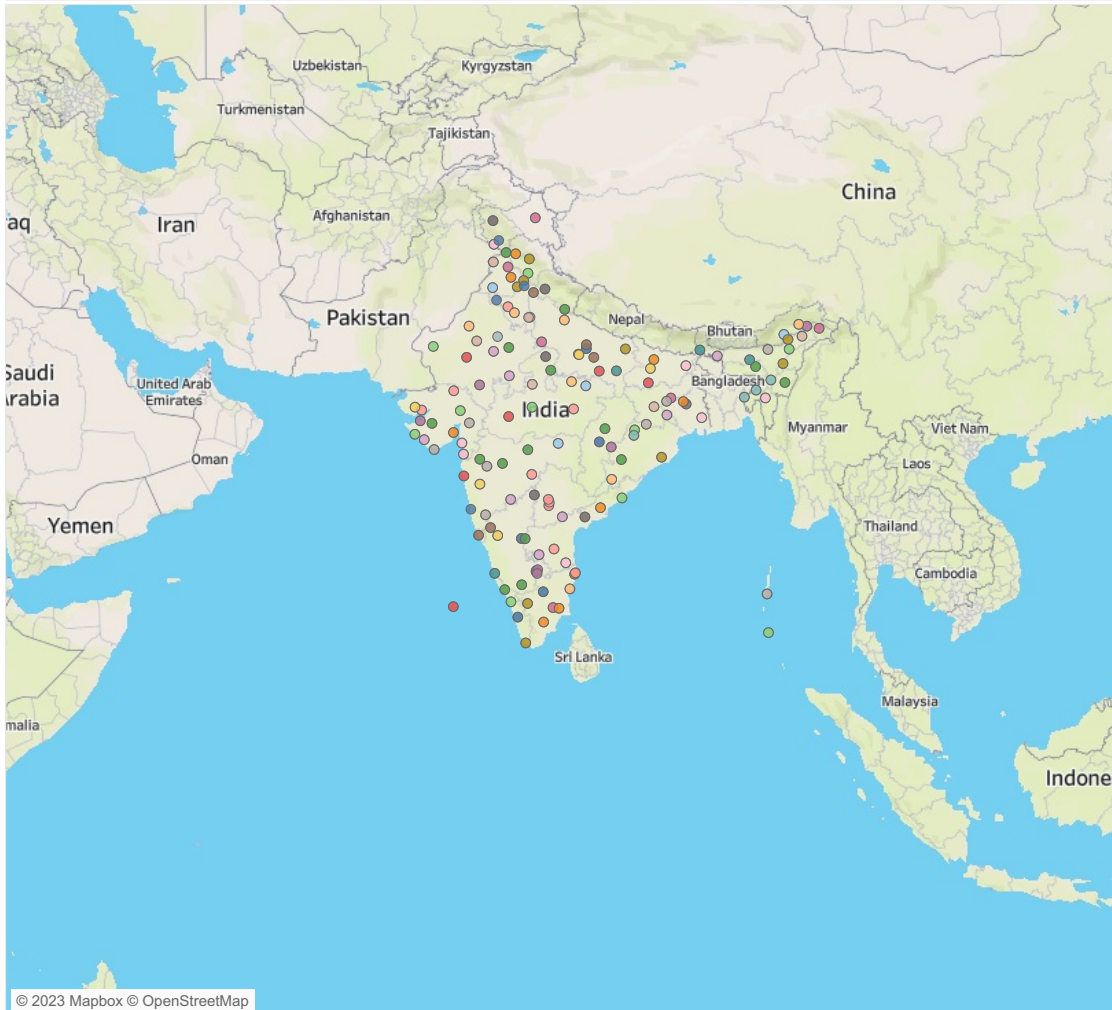 Uzbekistan
Kyrgyzstan
Turkmenistan
Tajikistan
China
Afghanistan
aq
Iran
Pakistan
Nepal
Bhutan
Saudi
Arabia
United Arab
Emirates
Bangladesh
India
Myanmar
Viet Nam
Oman
Laos
Yemen
Thailand
Cambodia
Sri Lanka
Malaysia
malia
Indone
© 2023 Mapbox © OpenStreetMap